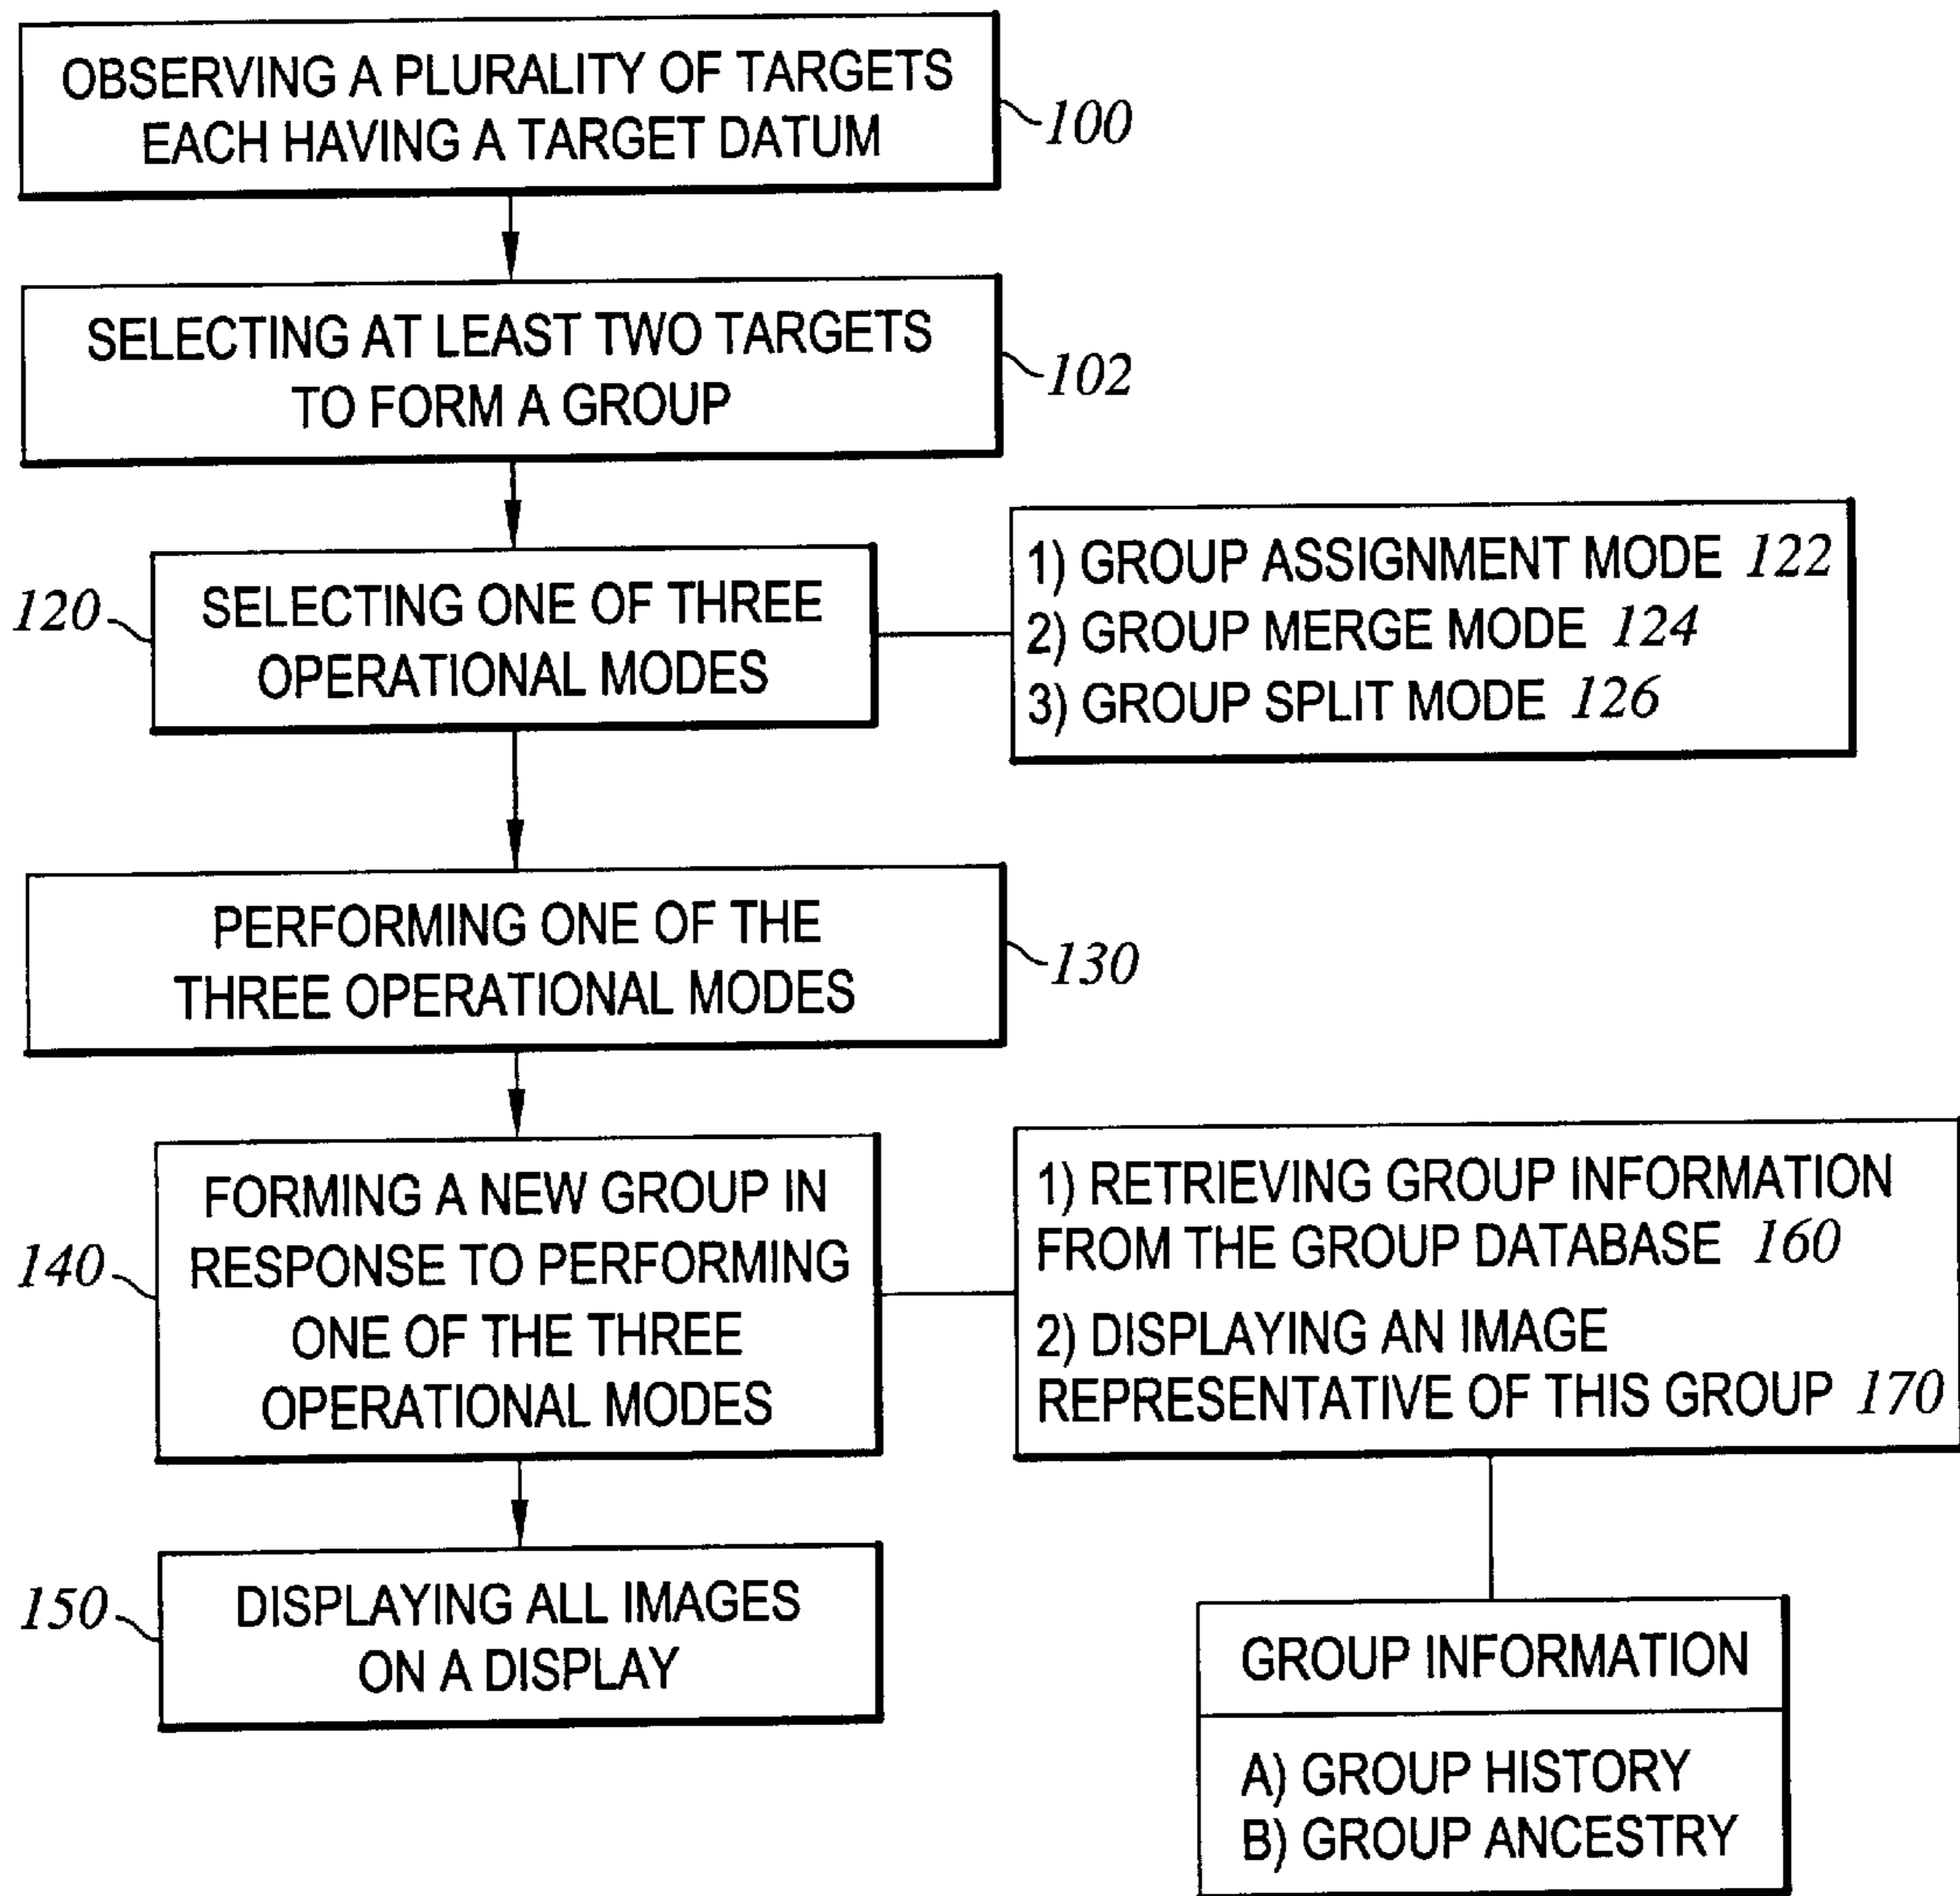 OBSERVING A PLURALITY OF TARGETS
EACH HAVING A TARGET DATUM
100
SELECTING AT LEAST TWO TARGETS
TO FORM A GROUP
102
120
SELECTING ONE OF THREE
OPERATIONAL MODES
1) GROUP ASSIGNMENT MODE 122
2) GROUP MERGE MODE 124
3) GROUP SPLIT MODE 126
PERFORMING ONE OF THE
THREE OPERATIONAL MODES
130
140
FORMING A NEW GROUP IN
RESPONSE TO PERFORMING
ONE OF THE THREE
OPERATIONAL MODES
1) RETRIEVING GROUP INFORMATION
FROM THE GROUP DATABASE 160
2) DISPLAYING AN IMAGE
REPRESENTATIVE OF THIS GROUP 170
150
DISPLAYING ALL IMAGES
ON A DISPLAY
GROUP INFORMATION
A) GROUP HISTORY
B) GROUP ANCESTRY